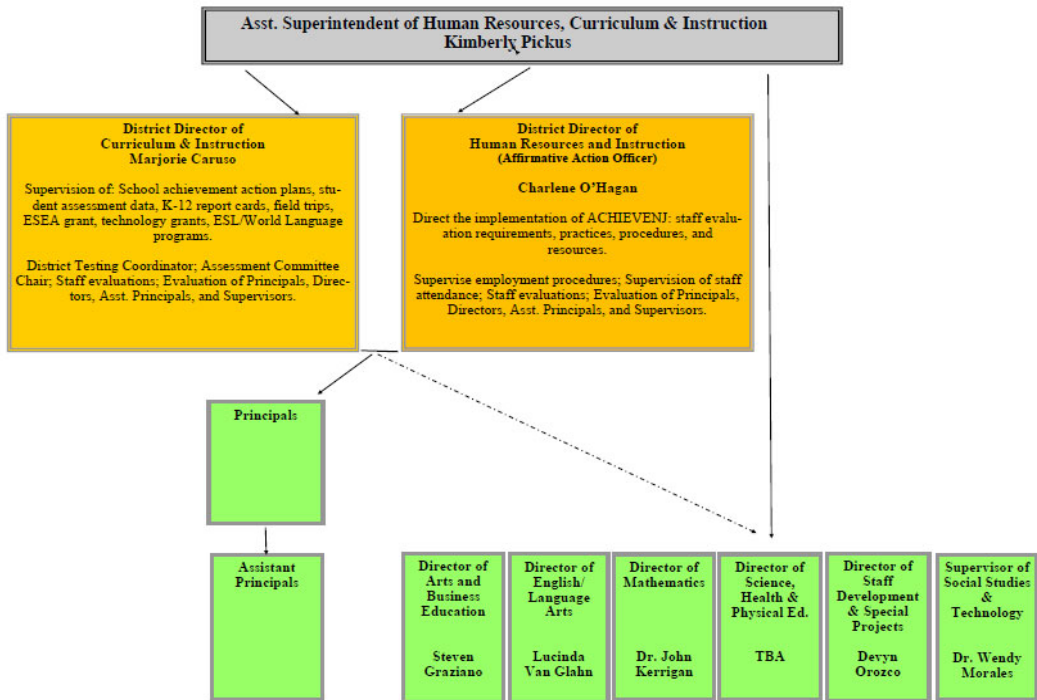 Asst. Superintendent of Human Resources, Curriculum & Instruction
Kimberly Pickus
District Director of
Curriculum & Instruction
Marjorie Caruso
Supervision of: School achievement action plans, stu-
dent assessment data, K-12 report cards, field trips,
ESEA grant, technology grants, ESL/World Language
programs.
District Testing Coordinator; Assessment Committee
Chair; Staff evaluations; Evaluation of Principals, Direc-
tors, Asst. Principals, and Supervisors.
District Director of
Human Resources and Instruction
(Affirmative Action Officer)
Charlene O'Hagan
Direct the implementation of ACHIEVENJ: staff evalu-
ation requirements, practices, procedures, and
resources.
Supervise employment procedures; Supervision of staff
attendance; Staff evaluations; Evaluation of Principals,
Directors, Asst. Principals, and Supervisors.
Principals
Assistant
Principals
Director of
Arts and
Business
Education
Steven
Graziano
Director of
English/
Language
Arts
Lucinda
Van Glahn
Director of
Mathematics
Dr. John
Kerrigan
Director of
Science,
Health &
Physical Ed.
TBA
Director of
Staff
Development
& Special
Projects
Devyn
Orozco
Supervisor of
Social Studies
&
Technology
Dr. Wendy
Morales